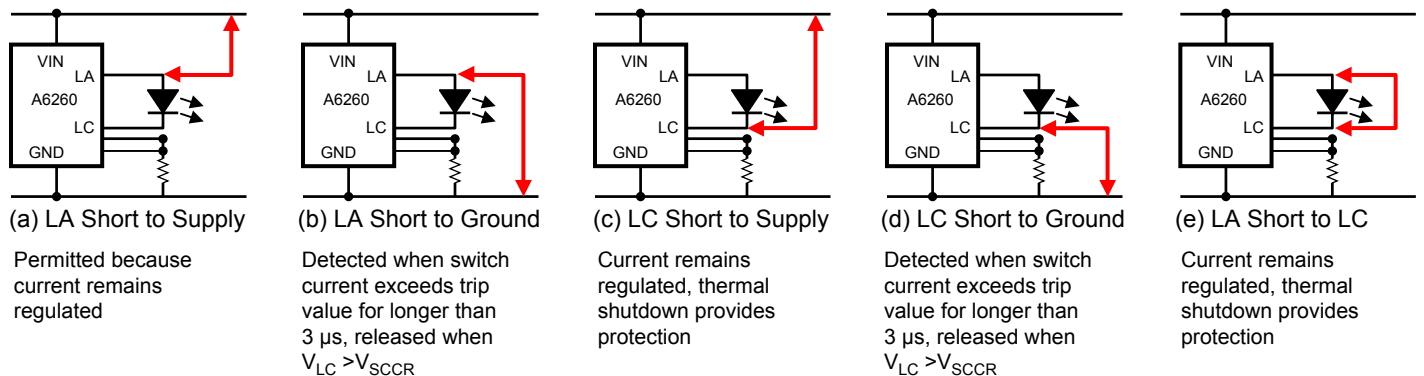 VIN
LA
A6260
LC
GND
VIN
LA
A6260
LC
GND
VIN
LA
A6260
LC
GND
VIN
LA
A6260
LC
GND
VIN
LA
A6260
LC
GND
(a) LA Short to Supply
Permitted because
current remains
regulated
(b) LA Short to Ground
Detected when switch
current exceeds trip
value for longer than
3 µs, released when
VLC >VSCCR
(c) LC Short to Supply
Current remains
regulated, thermal
shutdown provides
protection
(d) LC Short to Ground
Detected when switch
current exceeds trip
value for longer than
3 µs, released when
VLC >VSCCR
(e) LA Short to LC
Current remains
regulated, thermal
shutdown provides
protection